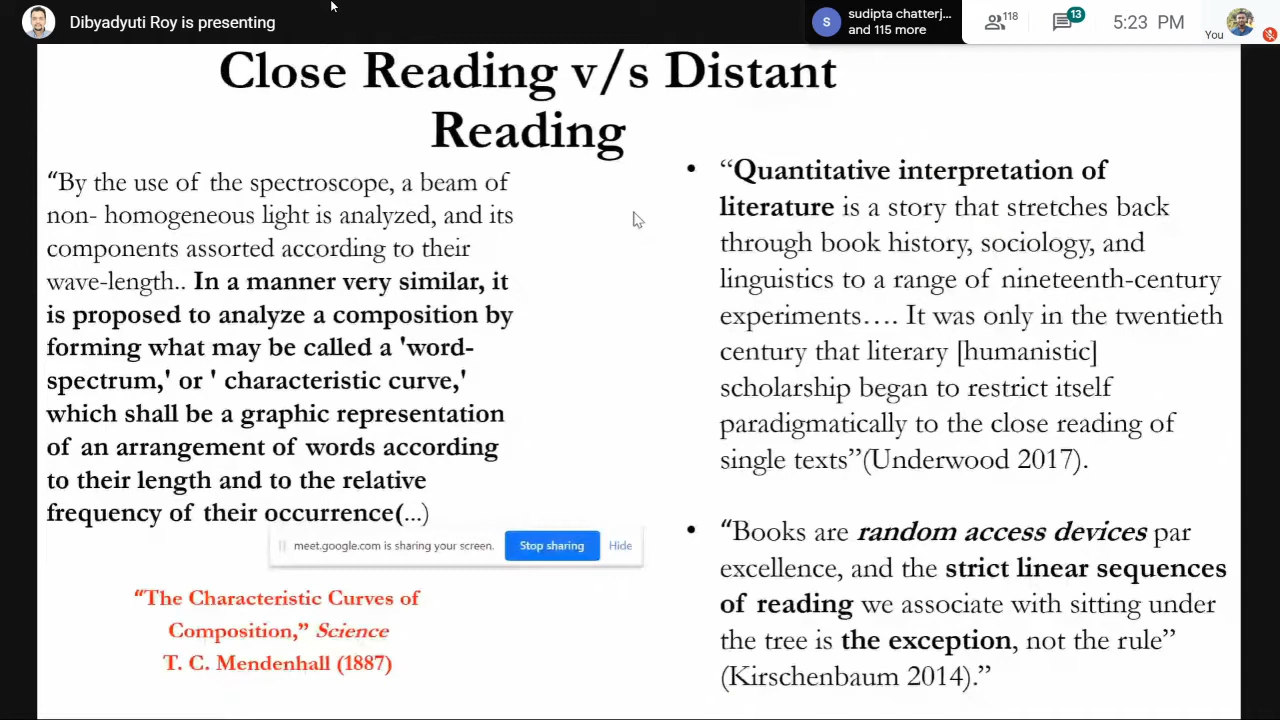 Dibyadyuti Roy is presenting
S
sudipta chatterj...
and 115 more
118
13
5:23 PM
You
Close Reading v/s Distant
Reading
“By the use of the spectroscope, a beam of
non- homogeneous light is analyzed, and its
components assorted according to their
wave-length.. In a manner very similar, it
is proposed to analyze a composition by
forming what may be called a 'word-
spectrum,' or ' characteristic curve,'
which shall be a graphic representation
of an arrangement of words according
to their length and to the relative
frequency of their occurrence(...)
meet.google.com is sharing your screen.
Stop sharing
Hide
“The Characteristic Curves of
Composition,” Science
T. C. Mendenhall (1887)
• “Quantitative interpretation of
literature is a story that stretches back
through book history, sociology, and
linguistics to a range of nineteenth-century
experiments…. It was only in the twentieth
century that literary [humanistic]
scholarship began to restrict itself
paradigmatically to the close reading of
single texts”(Underwood 2017).
• “Books are random access devices par
excellence, and the strict linear sequences
of reading we associate with sitting under
the tree is the exception, not the rule”
(Kirschenbaum 2014).”